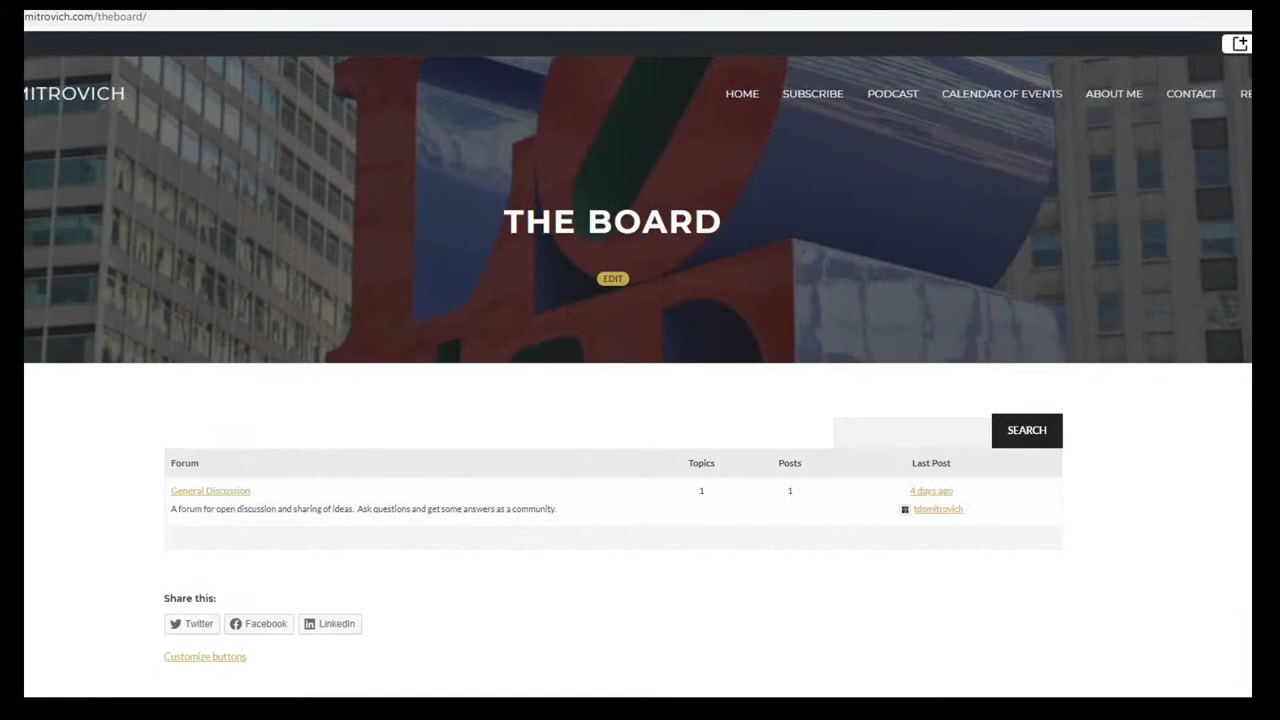 mitrovich.com/theboard/
MITROVICH
HOME SUBSCRIBE PODCAST CALENDAR OF EVENTS ABOUT ME CONTACT RE
THE BOARD
EDIT
SEARCH
Forum Topics Posts Last Post
General Discussion 1 1 4 days ago
A forum for open discussion and sharing of ideas. Ask questions and get some answers as a community. tdomitrovich
Share this:
Twitter Facebook LinkedIn
Customize buttons